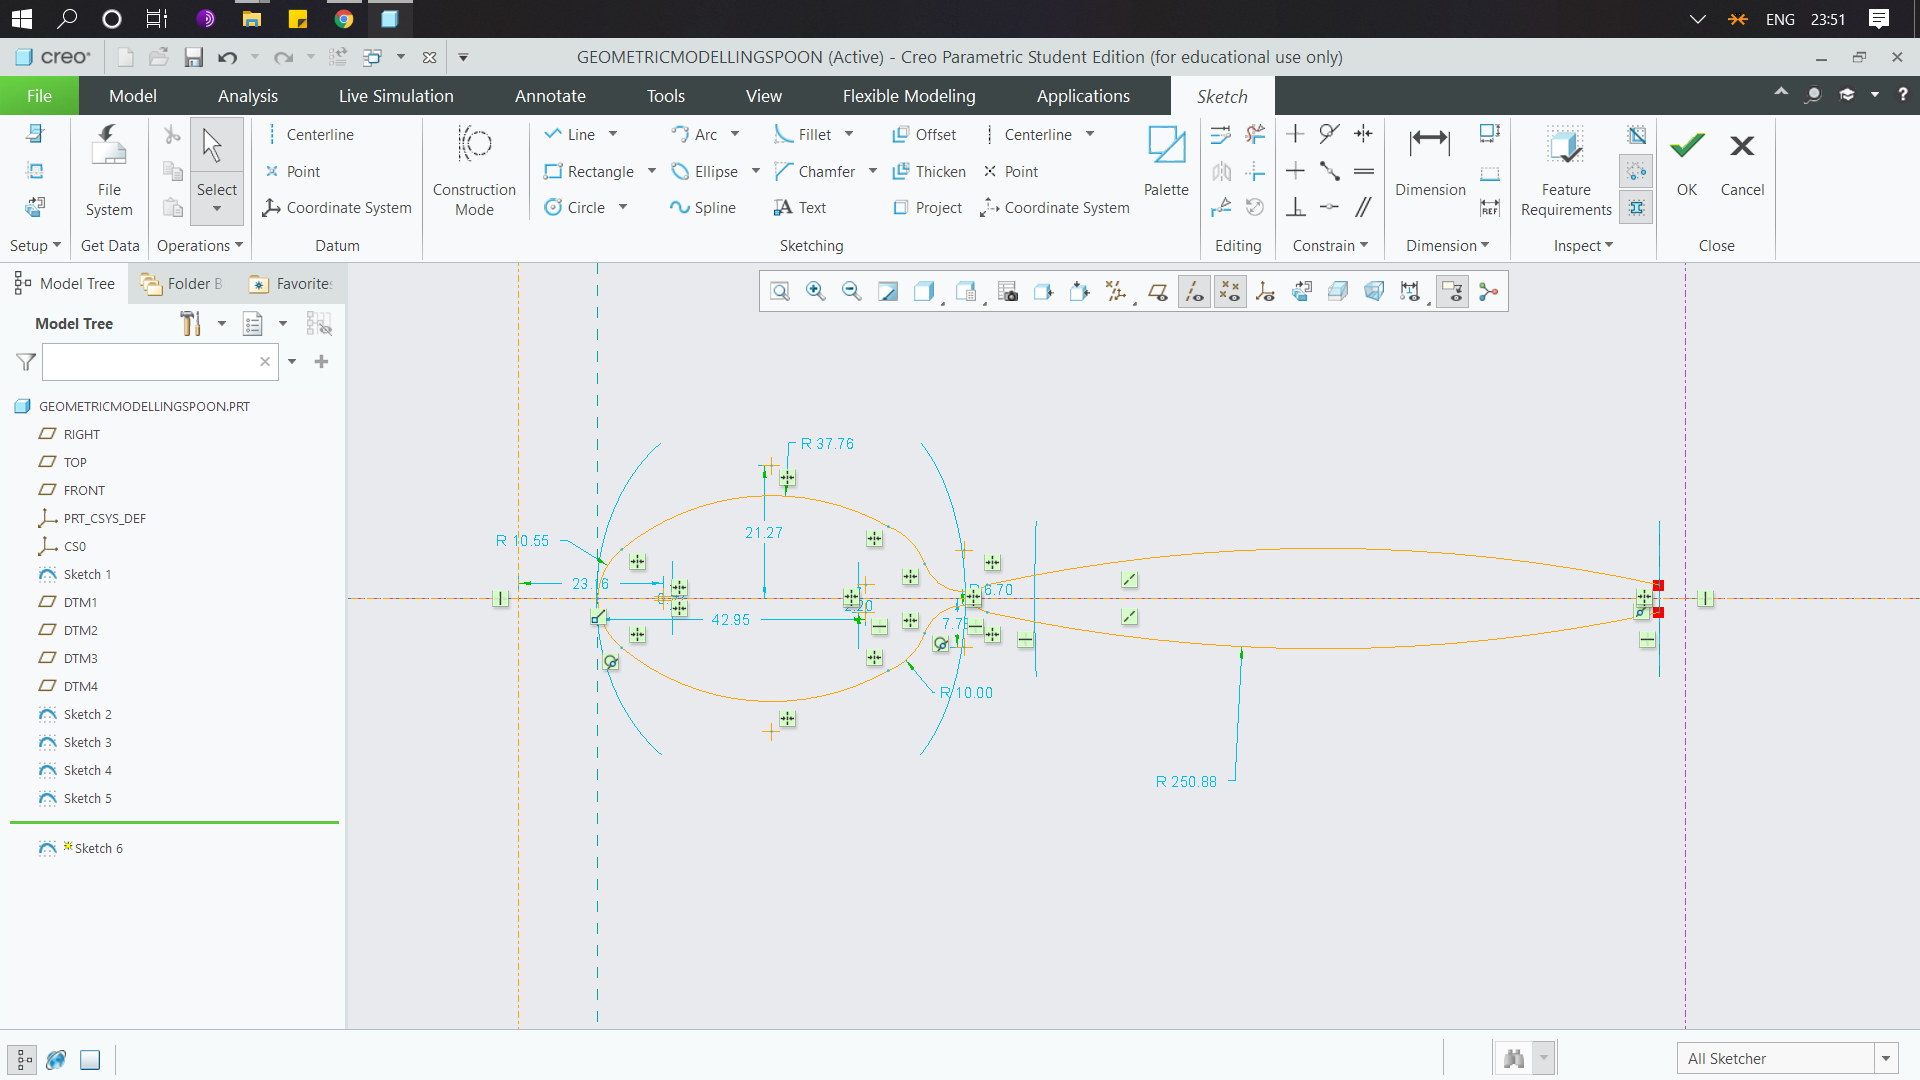 ENG 23:51
creo
GEOMETRICMODELLINGSPOON (Active) - Creo Parametric Student Edition (for educational use only)
File Model Analysis Live Simulation Annotate Tools View Flexible Modeling Applications Sketch
Centerline Line Arc Fillet Offset Centerline
Point Rectangle Ellipse Chamfer Thicken Point
Coordinate System Circle Spline Text Project Coordinate System
File System Select Construction Mode Palette Dimension Feature Requirements OK Cancel
REF
Setup Get Data Operations Datum Sketching Editing Constrain Dimension Inspect Close
Model Tree Folder B Favorite
Model Tree
GEOMETRICMODELLINGSPOON.PRT
RIGHT
TOP
FRONT
PRT_CSYS_DEF
CS0
Sketch 1
DTM1
DTM2
DTM3
DTM4
Sketch 2
Sketch 3
Sketch 4
Sketch 5
Sketch 6
R 37.76
21.27
R 10.55
23.16
6.70
42.95
R 10.00
R 250.88
All Sketcher